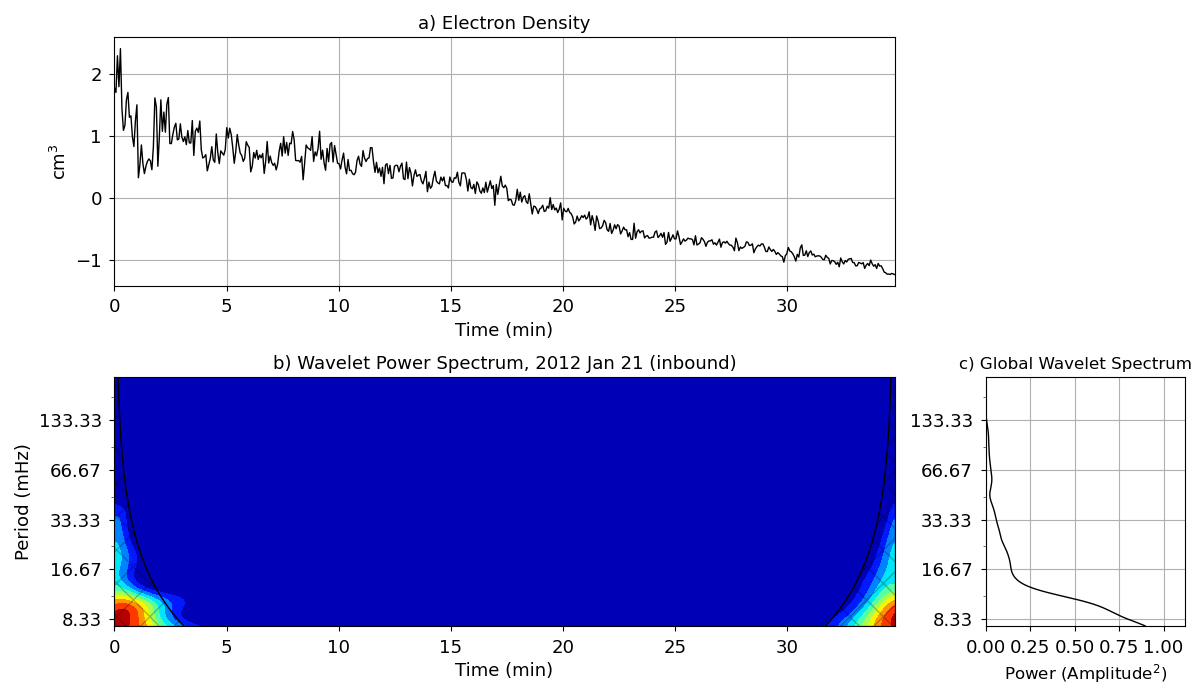 a) Electron Density
cm³
2
1
0
−1
0 5 10 15 20 25 30
Time (min)
b) Wavelet Power Spectrum, 2012 Jan 21 (inbound)
Period (mHz)
133.33
66.67
33.33
16.67
8.33
0 5 10 15 20 25 30
Time (min)
c) Global Wavelet Spectrum
133.33
66.67
33.33
16.67
8.33
0.00 0.25 0.50 0.75 1.00
Power (Amplitude²)